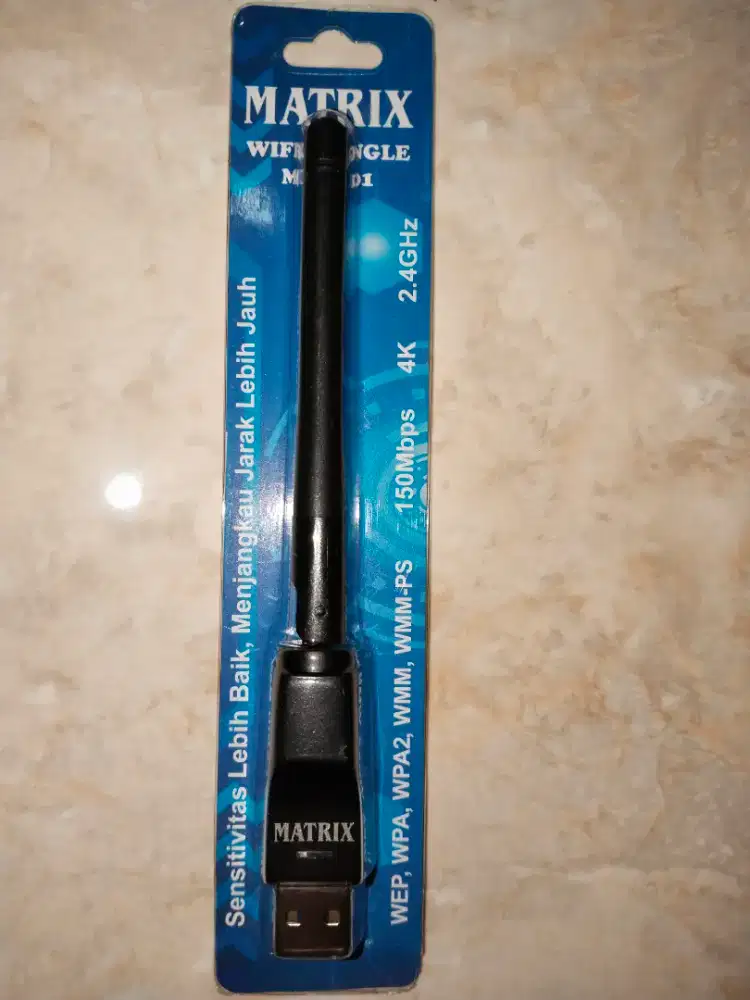 MATRIX
Sensitivitas Lebih Baik, Menjangkau Jarak Lebih Jauh
WEP, WPA, WPA2, WMM, WMM-PS 150Mbps 4K 2.4GHz
MATRIX